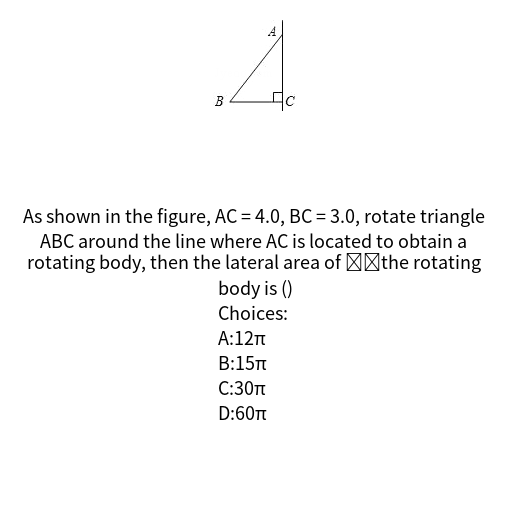 A
B
C
As shown in the figure, AC = 4.0, BC = 3.0, rotate triangle
ABC around the line where AC is located to obtain a
rotating body, then the lateral area of the rotating
body is ()
Choices:
A:12π
B:15π
C:30π
D:60π